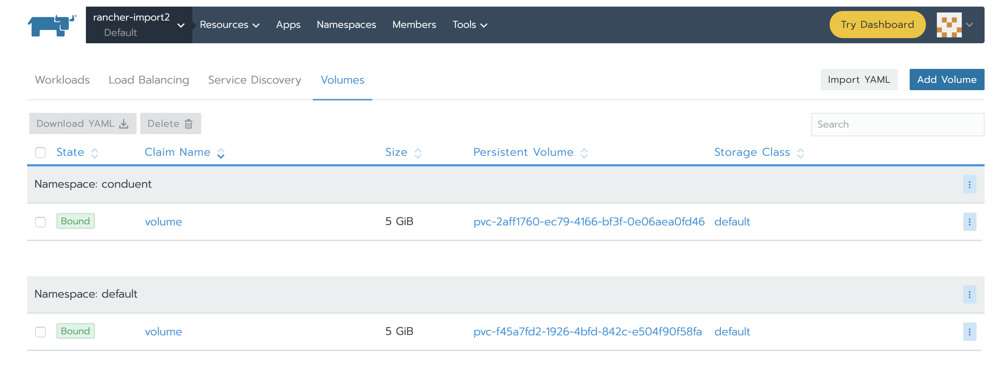 rancher-import2
Default
Resources Apps Namespaces Members Tools
Try Dashboard
Workloads Load Balancing Service Discovery Volumes
Import YAML Add Volume
Download YAML Delete
Search
State Claim Name Size Persistent Volume Storage Class
Namespace: conduent
Bound volume 5 GiB pvc-2aff1760-ec79-4166-bf3f-0e06aea0fd46 default
Namespace: default
Bound volume 5 GiB pvc-f45a7fd2-1926-4bfd-842c-e504f90f58fa default